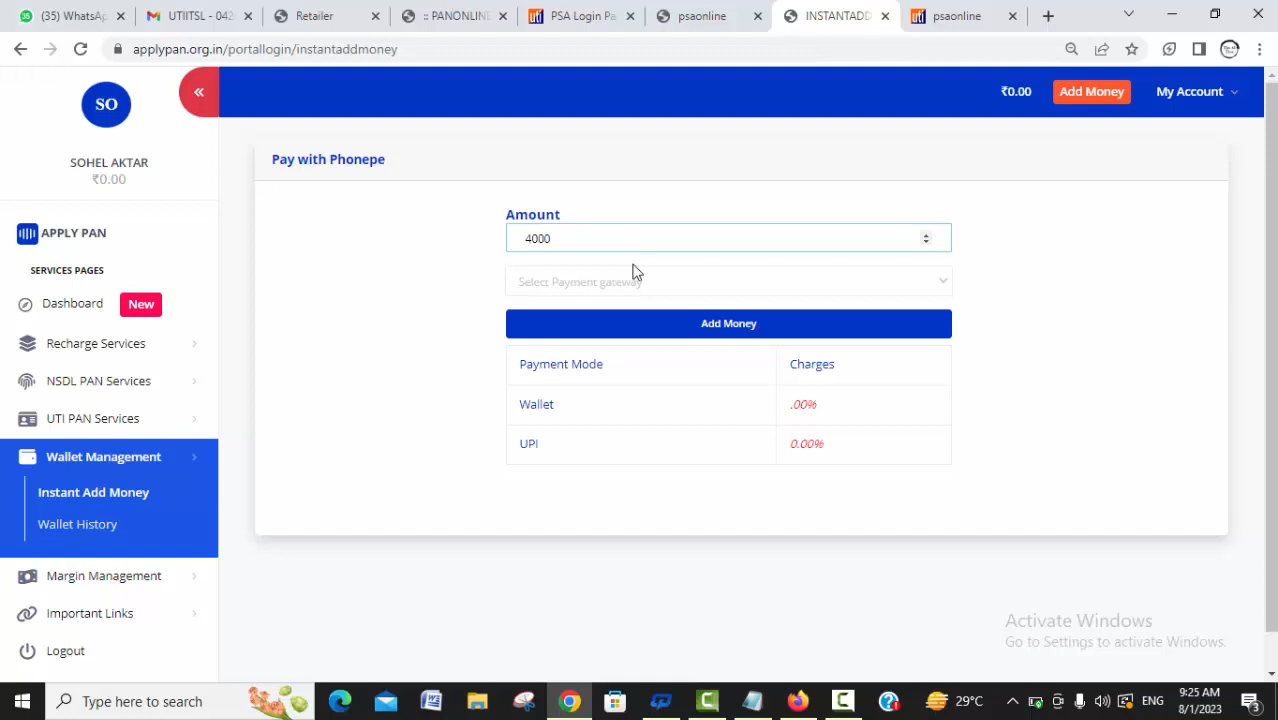 (35) WhatsAp
UTIITSL - 042
Retailer
:: PANONLINE
PSA Login Pa
psaonline
INSTANTADD
psaonline
applypan.org.in/portallogin/instantaddmoney
SO
«
₹0.00
Add Money
My Account
SOHEL AKTAR
₹0.00
Pay with Phonepe
APPLY PAN
SERVICES PAGES
Dashboard
New
Recharge Services
NSDL PAN Services
UTI PAN Services
Wallet Management
Instant Add Money
Wallet History
Margin Management
Important Links
Logout
Amount
4000
Select Payment gateway
Add Money
Payment Mode
Charges
Wallet
.00%
UPI
0.00%
Activate Windows
Go to Settings to activate Windows.
Type here to search
29°C
ENG
9:25 AM
8/1/2023
3